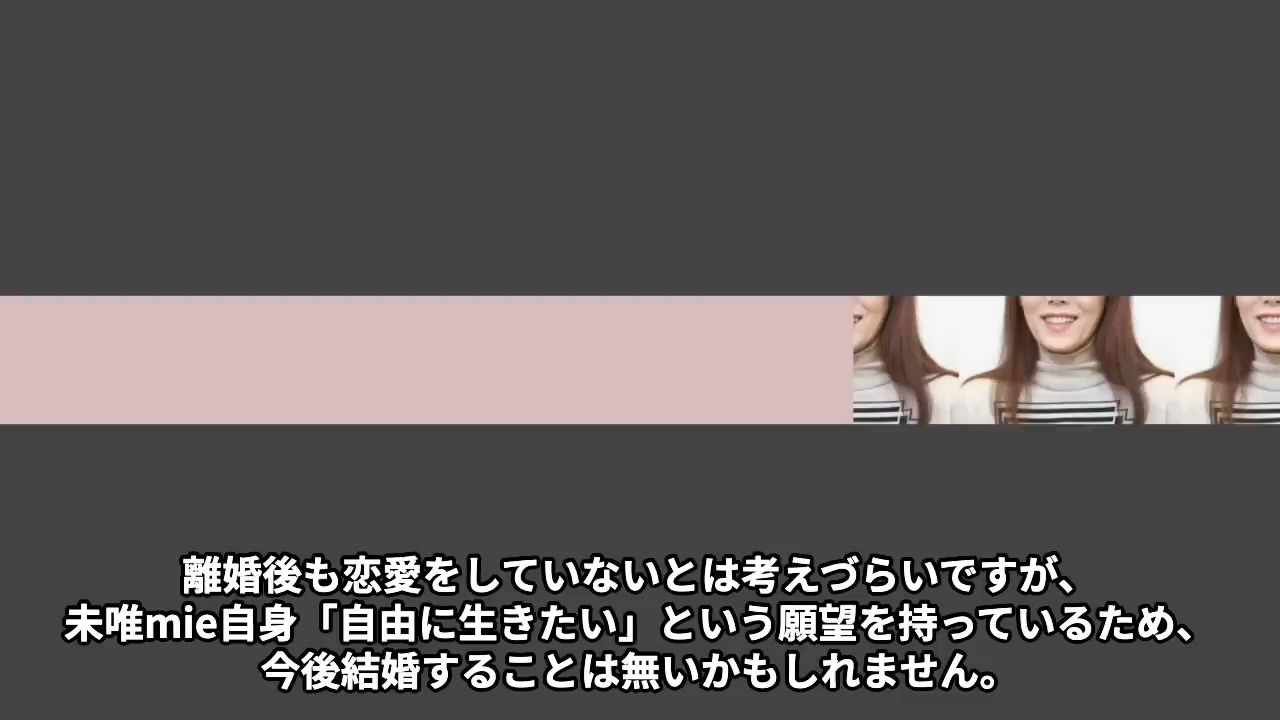 離婚後も恋愛をしていないとは考えづらいですが、
未唯mie自身「自由に生きたい」という願望を持っているため、
今後結婚することは無いかもしれません。